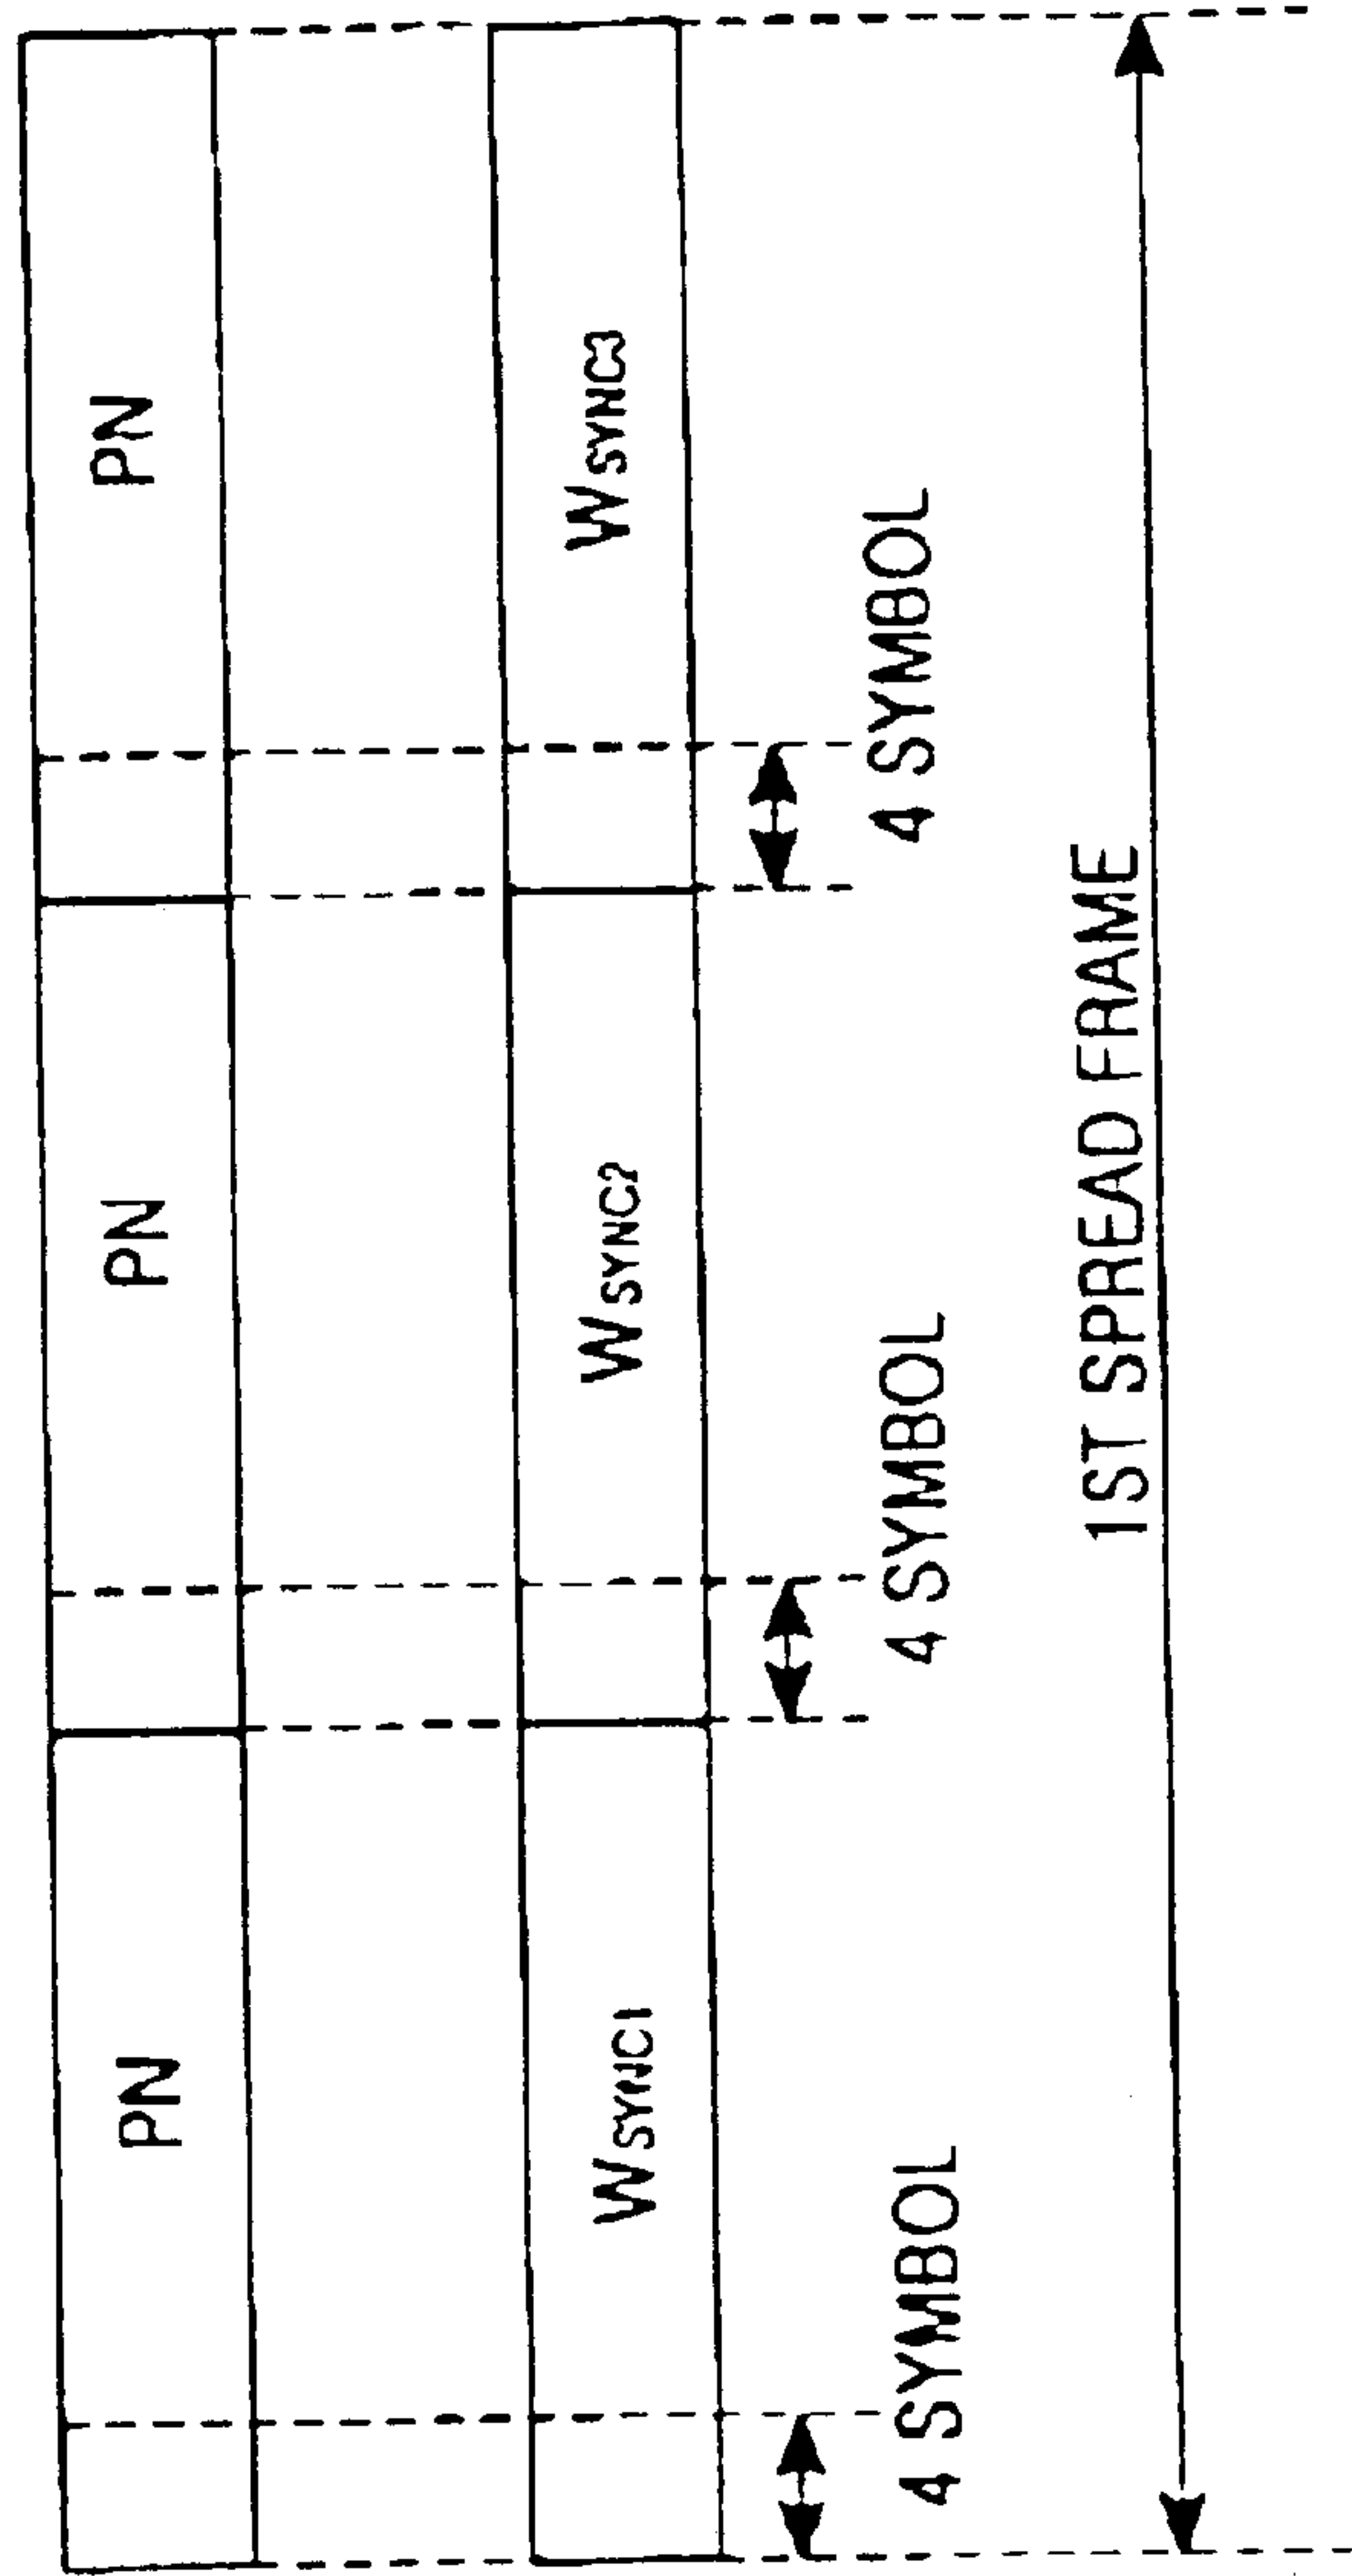 PN PN PN
WSYNC1 WSYNC2 WSYNC3
4 SYMBOL 4 SYMBOL 4 SYMBOL
1ST SPREAD FRAME